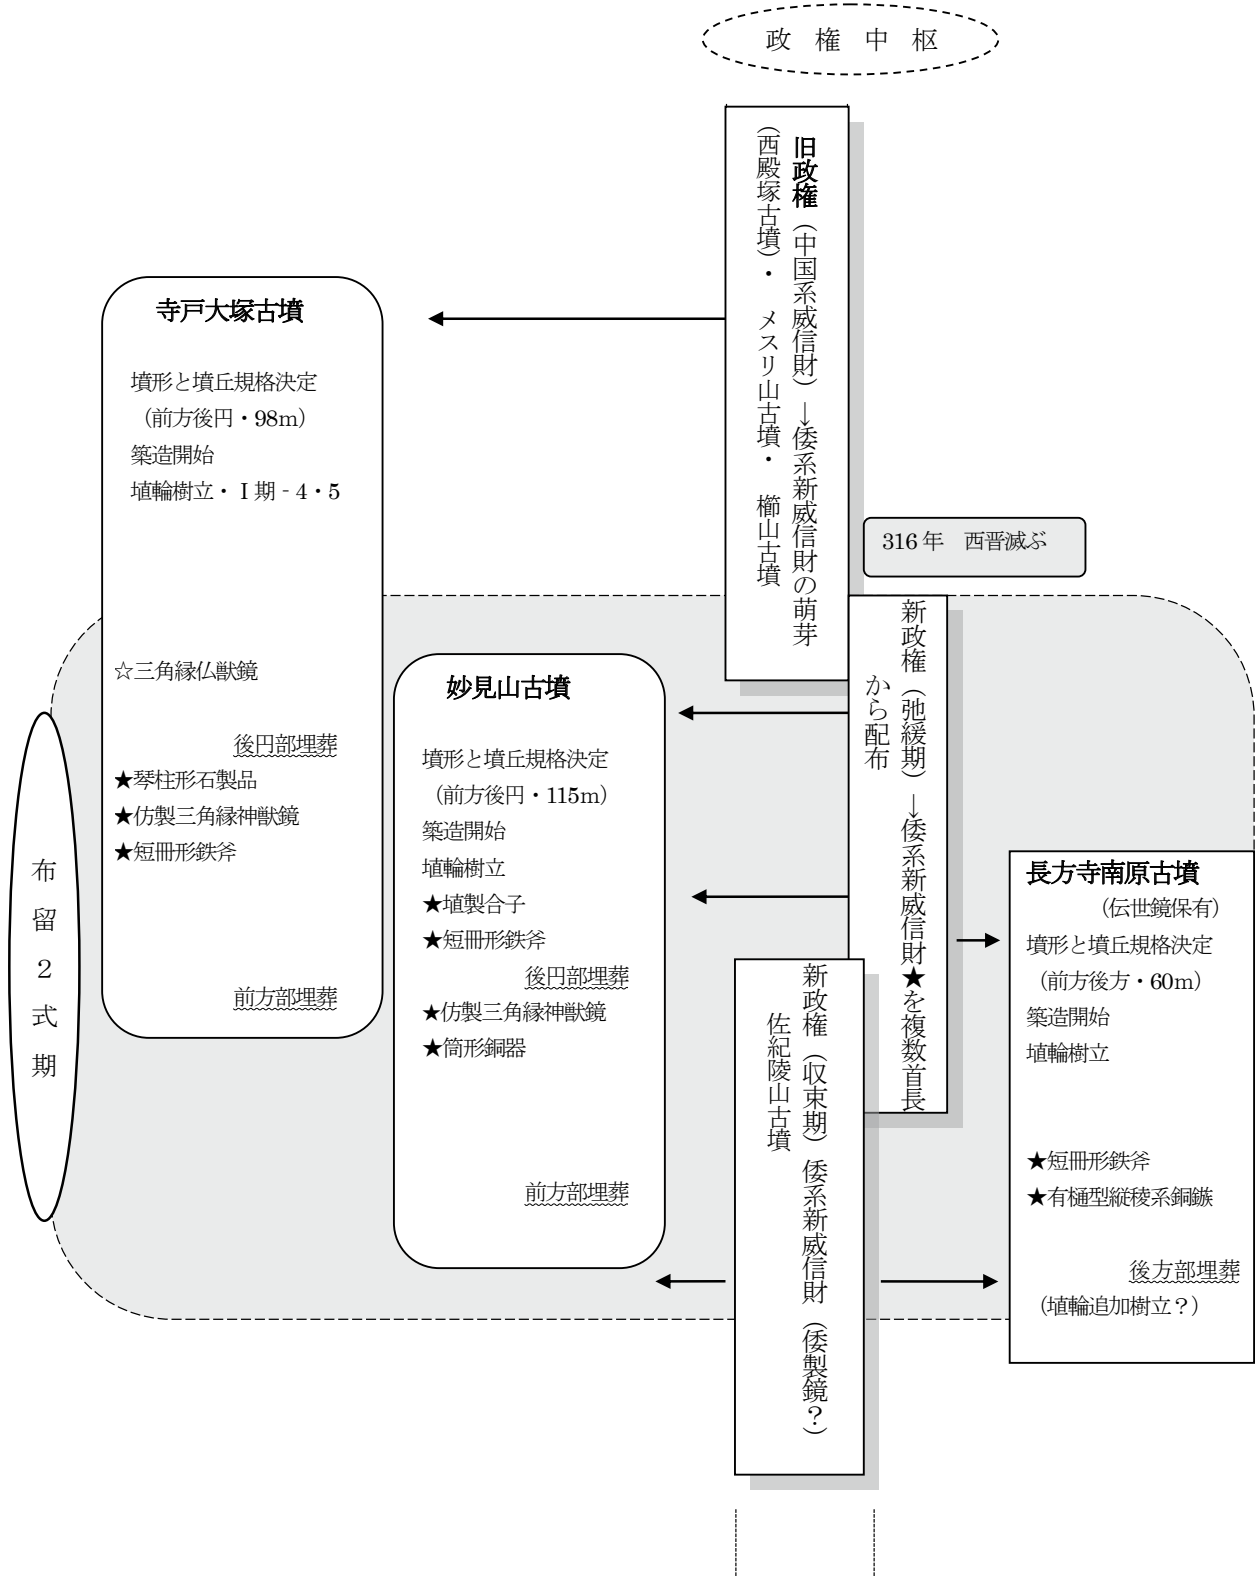 政 権 中 枢
旧政権（中国系威信財）→倭系新威信財の萌芽
（西殿塚古墳）・ メスリ山古墳・ 櫛山古墳
寺戸大塚古墳
墳形と墳丘規格決定
（前方後円・98m）
築造開始
埴輪樹立・Ⅰ期‐4・5
☆三角縁仏獣鏡
後円部埋葬
★琴柱形石製品
★仿製三角縁神獣鏡
★短冊形鉄斧
前方部埋葬
316年 西晋滅ぶ
新政権（弛緩期）→倭系新威信財★を複数首長
から配布
妙見山古墳
墳形と墳丘規格決定
（前方後円・115m）
築造開始
埴輪樹立
★埴製合子
★短冊形鉄斧
後円部埋葬
★仿製三角縁神獣鏡
★筒形銅器
前方部埋葬
布留２式期
新政権（収束期）倭系新威信財（倭製鏡？）
佐紀陵山古墳
長方寺南原古墳
（伝世鏡保有）
墳形と墳丘規格決定
（前方後方・60m）
築造開始
埴輪樹立
★短冊形鉄斧
★有樋型縦稜系銅鏃
後方部埋葬
（埴輪追加樹立？）